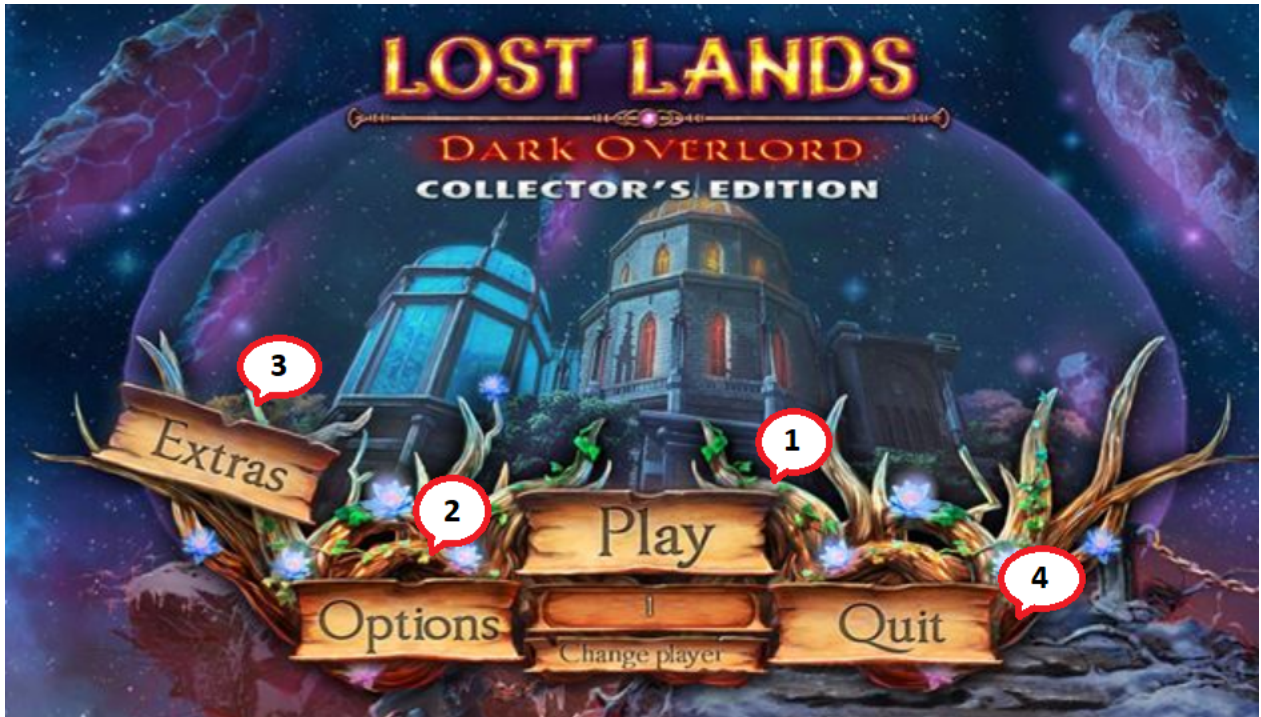 LOST LANDS
DARK OVERLORD
COLLECTOR'S EDITION
3
Extras
1
2
Play
4
Options
1
Quit
Change player